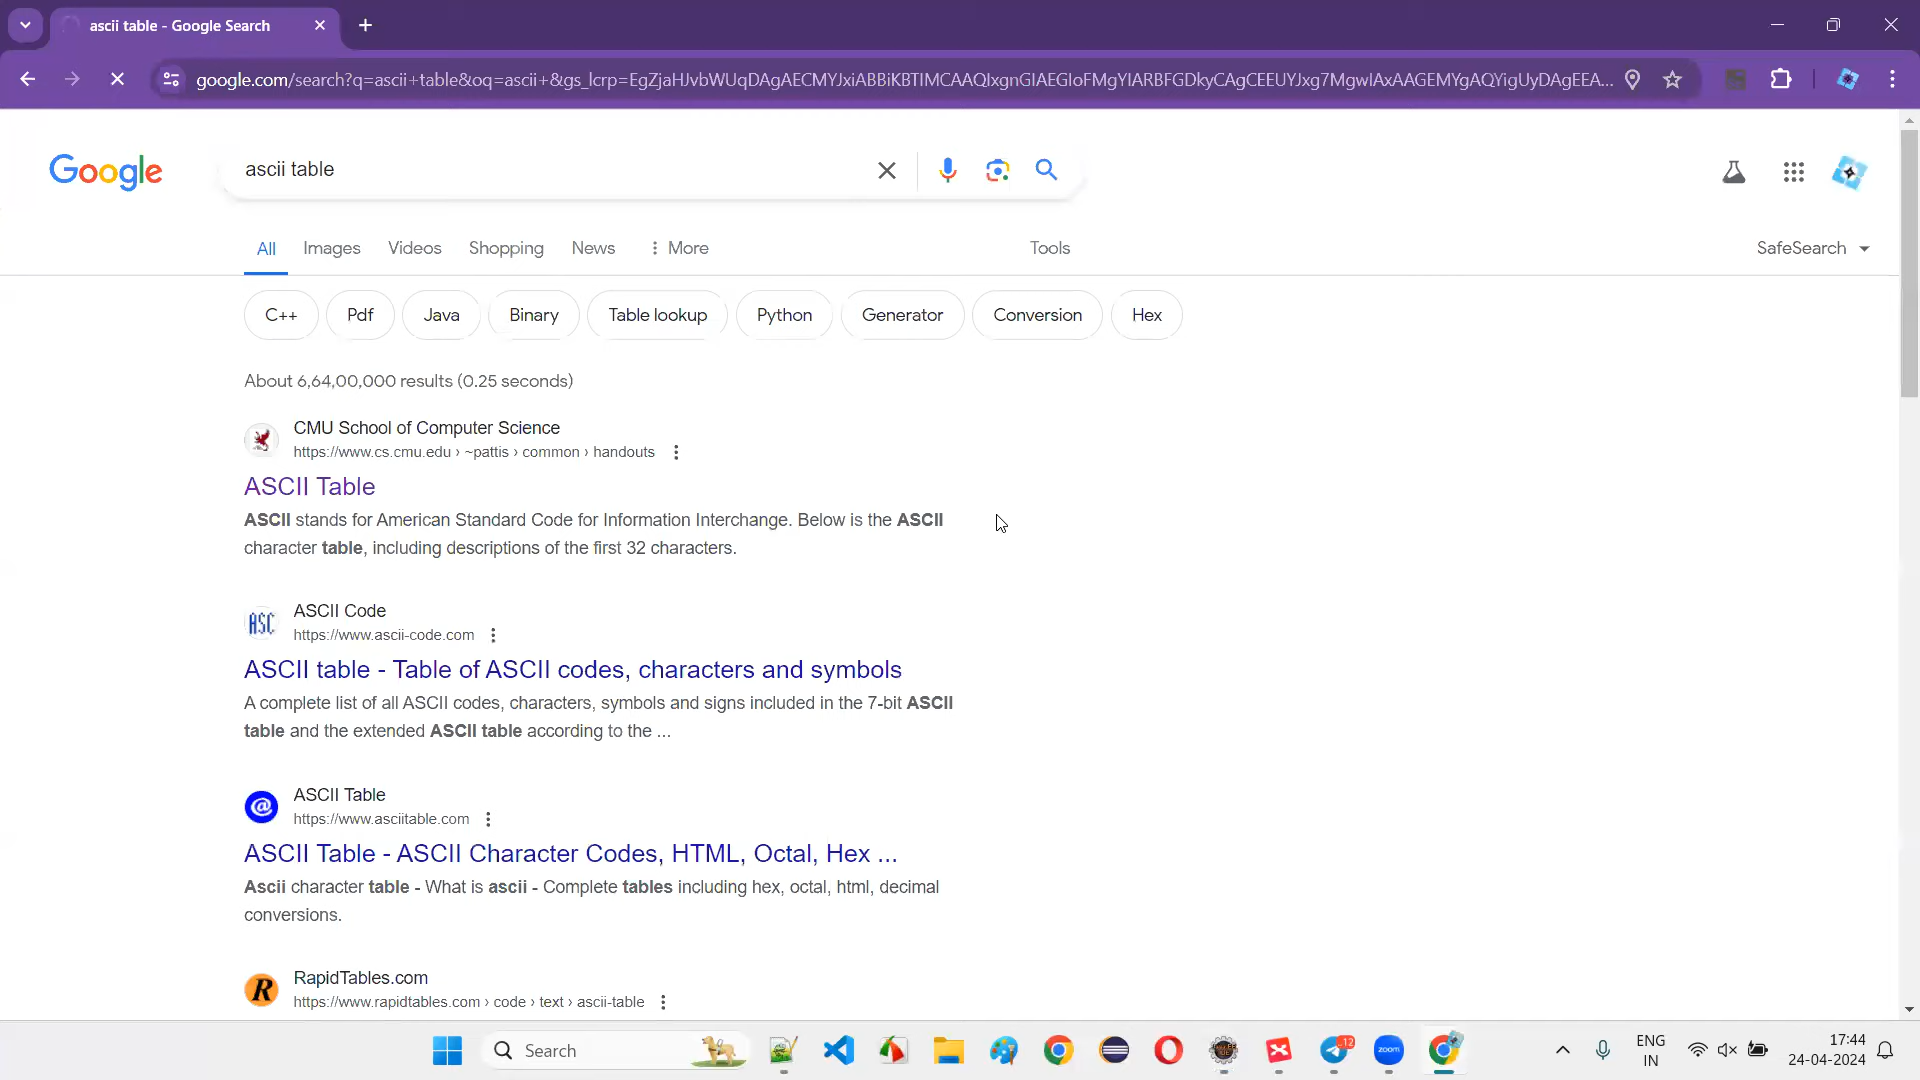 ascii table - Google Search
google.com/search?q=ascii+table&oq=ascii+&gs_lcrp=EgZjaHJvbWUqDAgAECMYJxiABBiKBTIMCAAQIxgnGIAEGIoFMgYIARBFGDkyCAgCEEUYJxg7MgwIAxAAGEMYgAQYigUyDAgEEA...
Google
ascii table
All Images Videos Shopping News More Tools SafeSearch
C++ Pdf Java Binary Table lookup Python Generator Conversion Hex
About 6,64,00,000 results (0.25 seconds)
CMU School of Computer Science
https://www.cs.cmu.edu › ~pattis › common › handouts
ASCII Table
ASCII stands for American Standard Code for Information Interchange. Below is the ASCII
character table, including descriptions of the first 32 characters.
ASC
ASCII Code
https://www.ascii-code.com
ASCII table - Table of ASCII codes, characters and symbols
A complete list of all ASCII codes, characters, symbols and signs included in the 7-bit ASCII
table and the extended ASCII table according to the ...
@
ASCII Table
https://www.asciitable.com
ASCII Table - ASCII Character Codes, HTML, Octal, Hex ...
Ascii character table - What is ascii - Complete tables including hex, octal, html, decimal
conversions.
R
RapidTables.com
https://www.rapidtables.com › code › text › ascii-table
Search
zoom
12
ENG
IN
17:44
24-04-2024